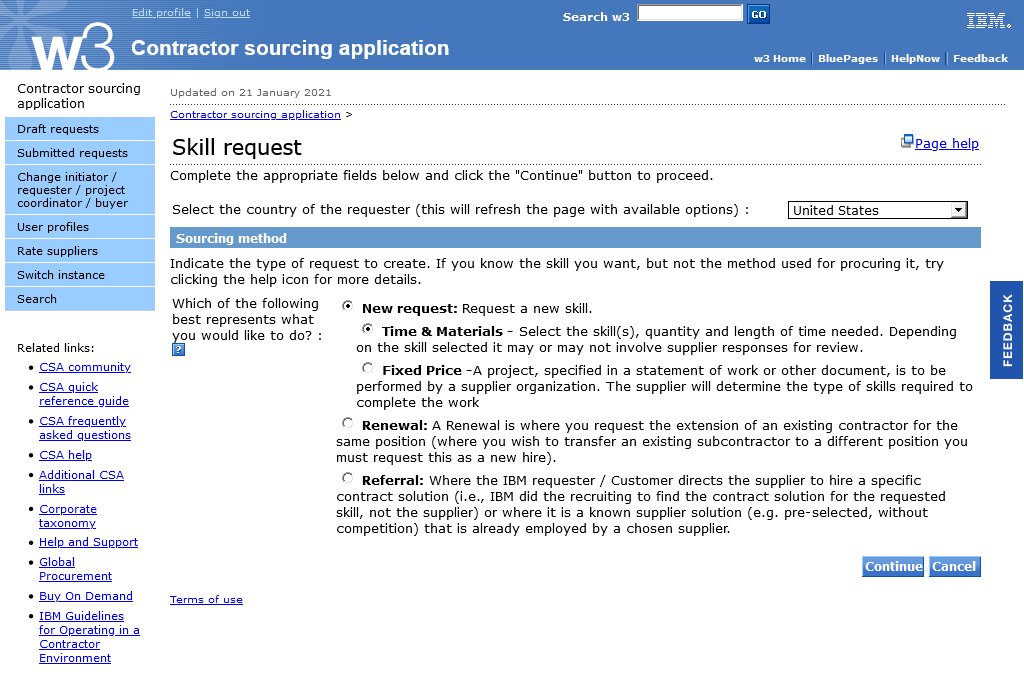 Edit profile | Sign out
Search w3
GO
IBM.
w3
Contractor sourcing application
w3 Home | BluePages | HelpNow | Feedback
Contractor sourcing
application
Draft requests
Submitted requests
Change initiator /
requester / project
coordinator / buyer
User profiles
Rate suppliers
Switch instance
Search
Related links:
• CSA community
• CSA quick
reference guide
• CSA frequently
asked questions
• CSA help
• Additional CSA
links
• Corporate
taxonomy
• Help and Support
• Global
Procurement
• Buy On Demand
• IBM Guidelines
for Operating in a
Contractor
Environment
Updated on 21 January 2021
Contractor sourcing application >
Skill request
Page help
Complete the appropriate fields below and click the "Continue" button to proceed.
Select the country of the requester (this will refresh the page with available options) :
United States
Sourcing method
Indicate the type of request to create. If you know the skill you want, but not the method used for procuring it, try
clicking the help icon for more details.
Which of the following
best represents what
you would like to do? :
?
New request: Request a new skill.
Time & Materials - Select the skill(s), quantity and length of time needed. Depending
on the skill selected it may or may not involve supplier responses for review.
Fixed Price -A project, specified in a statement of work or other document, is to be
performed by a supplier organization. The supplier will determine the type of skills required to
complete the work
Renewal: A Renewal is where you request the extension of an existing contractor for the
same position (where you wish to transfer an existing subcontractor to a different position you
must request this as a new hire).
Referral: Where the IBM requester / Customer directs the supplier to hire a specific
contract solution (i.e., IBM did the recruiting to find the contract solution for the requested
skill, not the supplier) or where it is a known supplier solution (e.g. pre-selected, without
competition) that is already employed by a chosen supplier.
Continue
Cancel
Terms of use
FEEDBACK